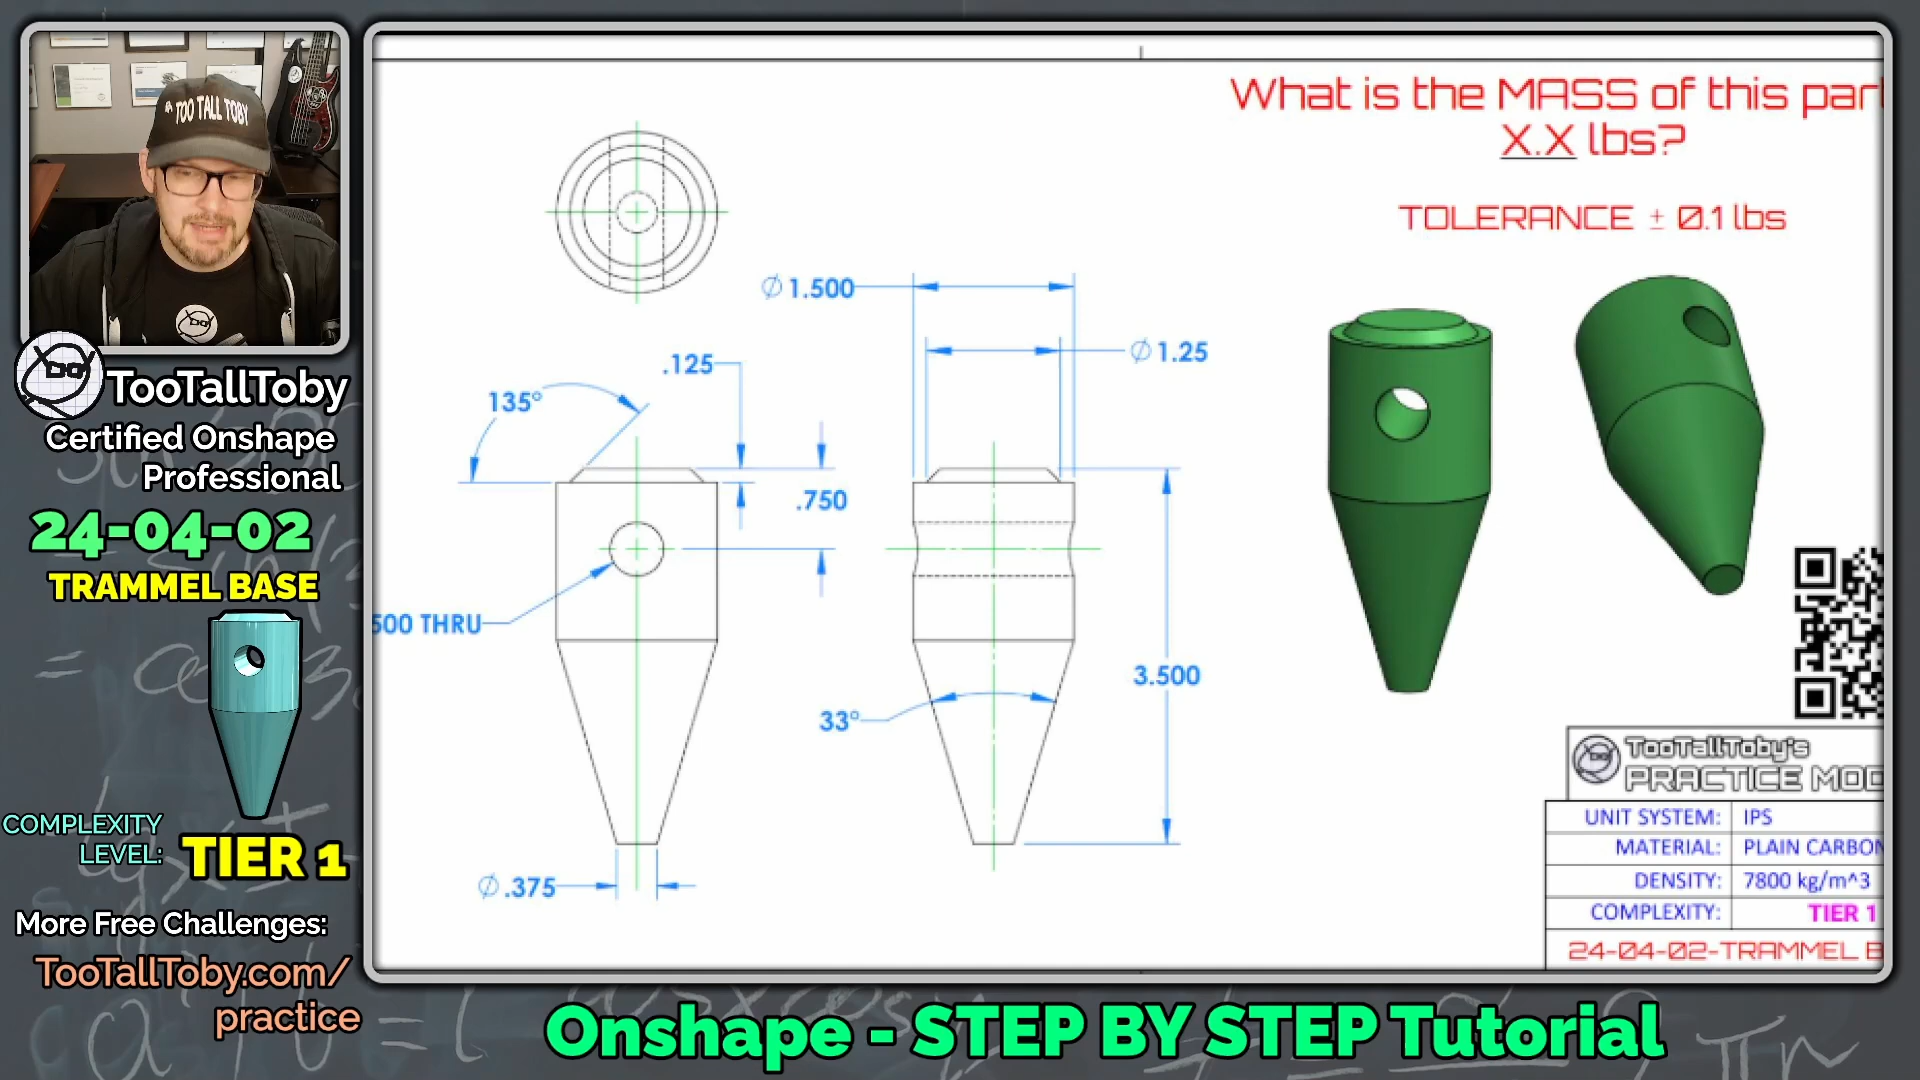 TOO TALL TOBY
TooTallToby
Certified Onshape
Professional
24-04-02
TRAMMEL BASE
COMPLEXITY
LEVEL:
TIER 1
More Free Challenges:
TooTallToby.com/
practice
What is the MASS of this part
X.X lbs?
TOLERANCE ± 0.1 lbs
∅ 1.500
∅ 1.25
.125
135°
.750
500 THRU
3.500
33°
∅ .375
TooTallToby's
PRACTICE MOD
UNIT SYSTEM: IPS
MATERIAL: PLAIN CARBON
DENSITY: 7800 kg/m^3
COMPLEXITY: TIER 1
24-04-02-TRAMMEL B
Onshape - STEP BY STEP Tutorial